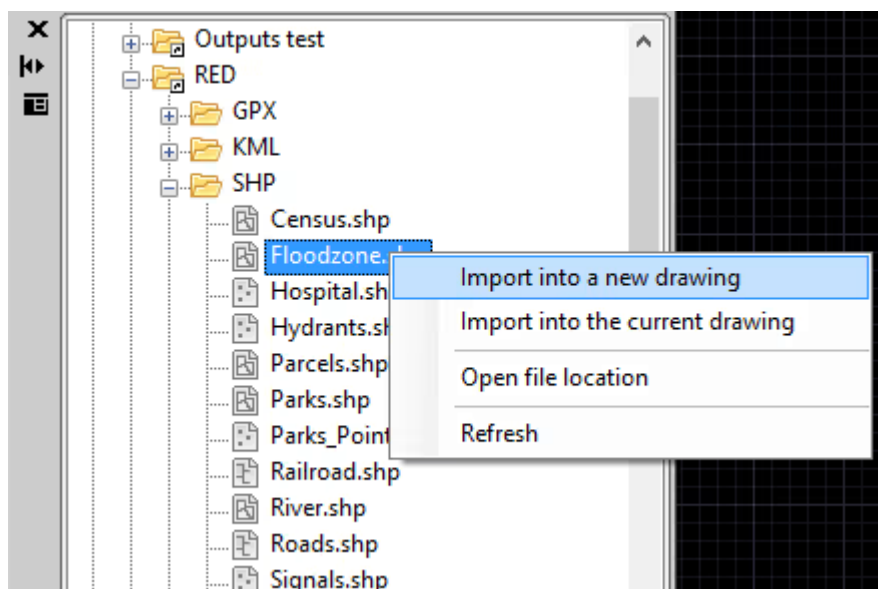 Outputs test
RED
GPX
KML
SHP
Census.shp
Floodzone.
Import into a new drawing
Hospital.sh
Import into the current drawing
Hydrants.sh
Parcels.shp
Open file location
Parks.shp
Parks_Point
Refresh
Railroad.shp
River.shp
Roads.shp
Signals.shp